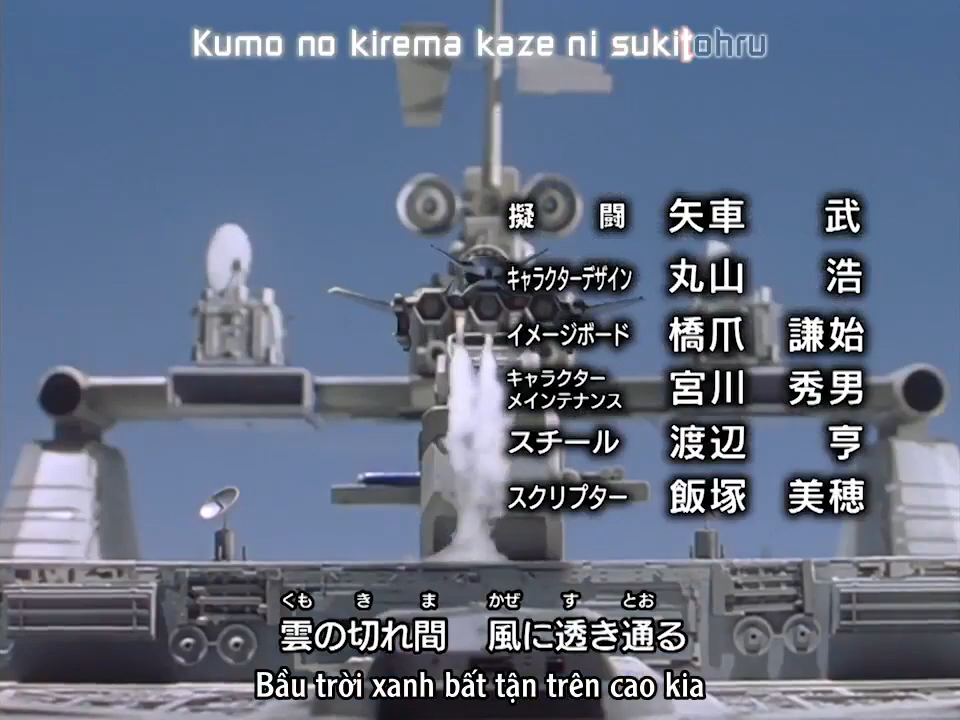 Kumo no kirema kaze ni sukitohru
擬闘 矢車 武
キャラクターデザイン 丸山 浩
イメージボード 橋爪 謙始
キャラクター
メインテナンス 宮川 秀男
スチール 渡辺 亨
スクリプター 飯塚 美穂
くも き ま かぜ す とお
雲の切れ間 風に透き通る
Bầu trời xanh bất tận trên cao kia